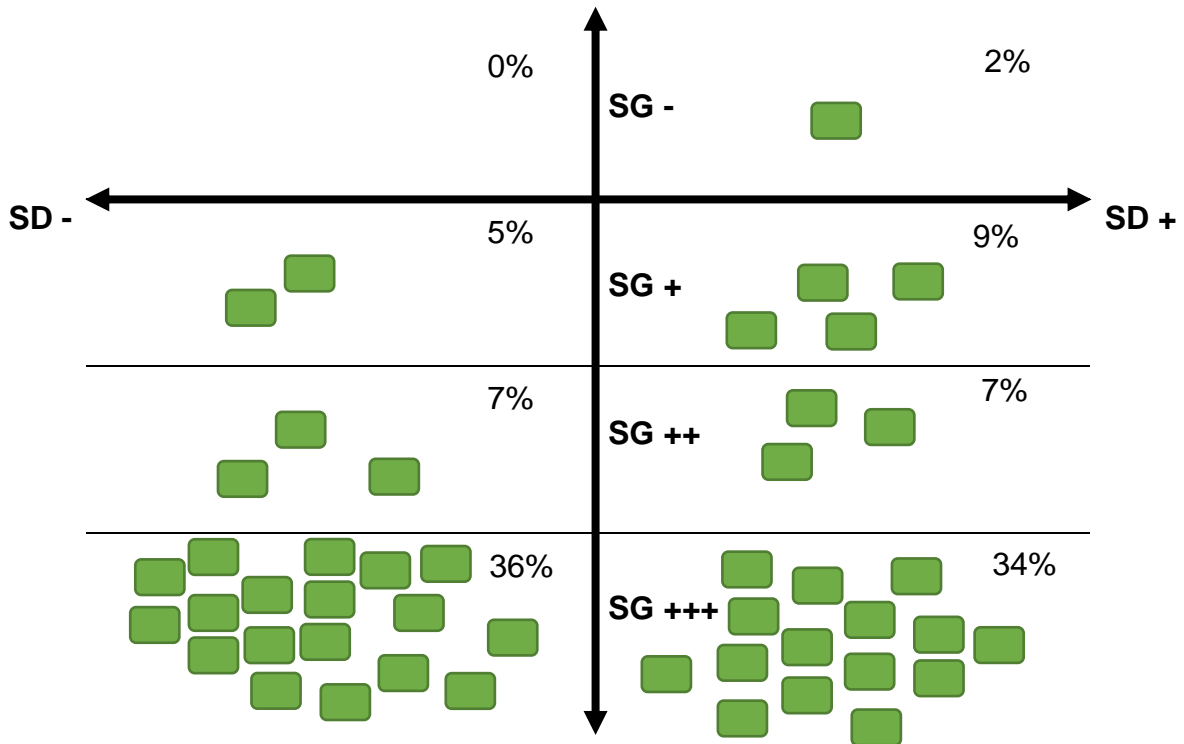 0%
2%
SG -
SD -
SD +
5%
9%
SG +
7%
7%
SG ++
36%
34%
SG +++